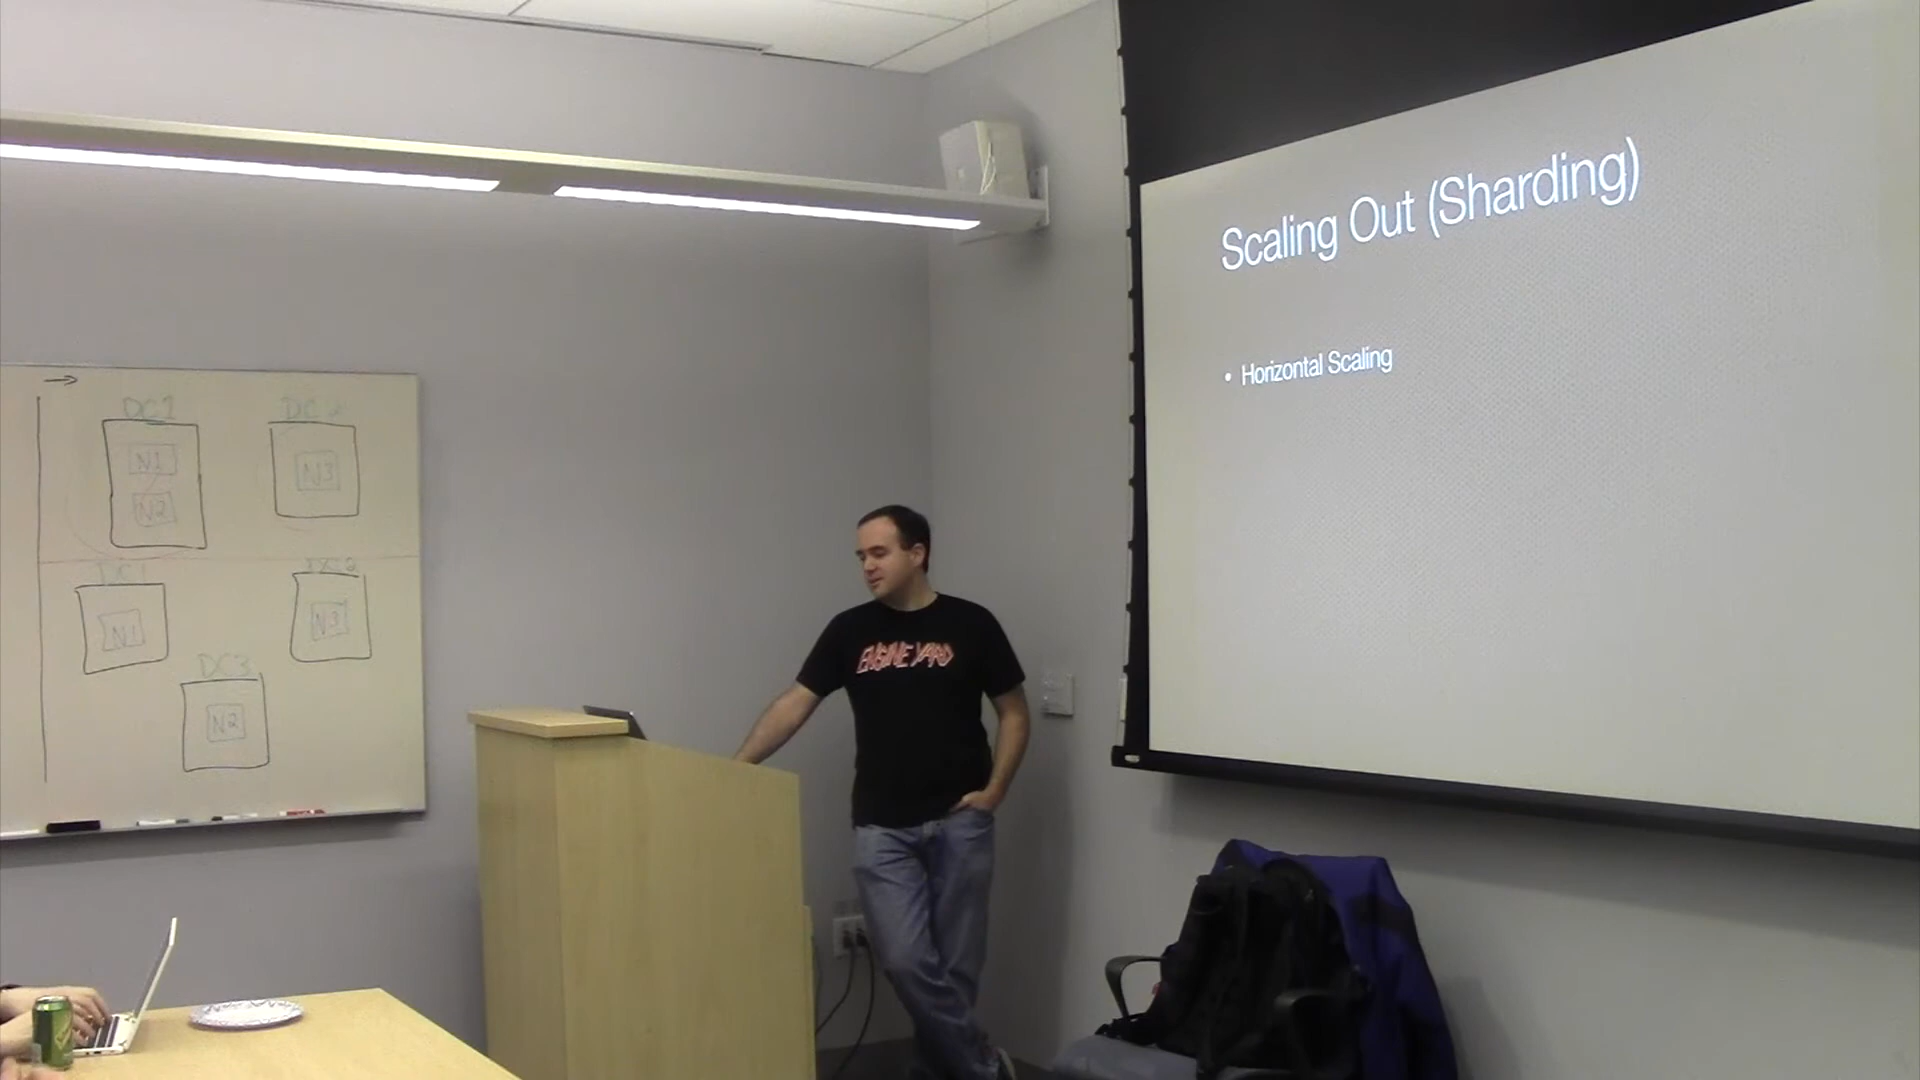 Scaling Out (Sharding)
• Horizontal Scaling
ENGINE YARD
DC1
N1
N2
N3
DC1
N1
DC2
N3
DC3
N2